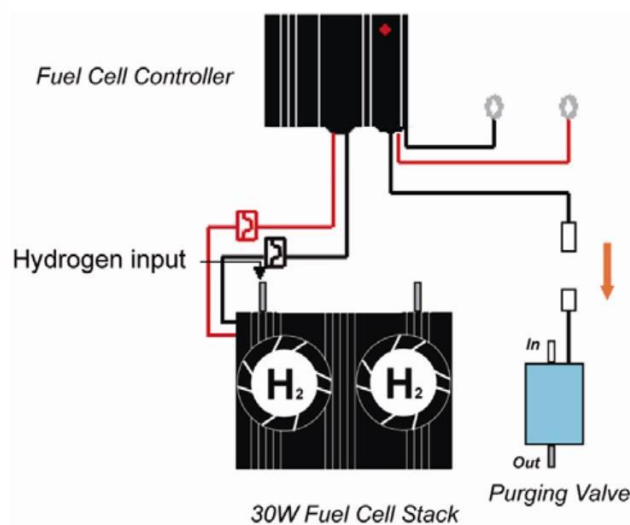 Fuel Cell Controller
Hydrogen input
H2
H2
In
Out
Purging Valve
30W Fuel Cell Stack